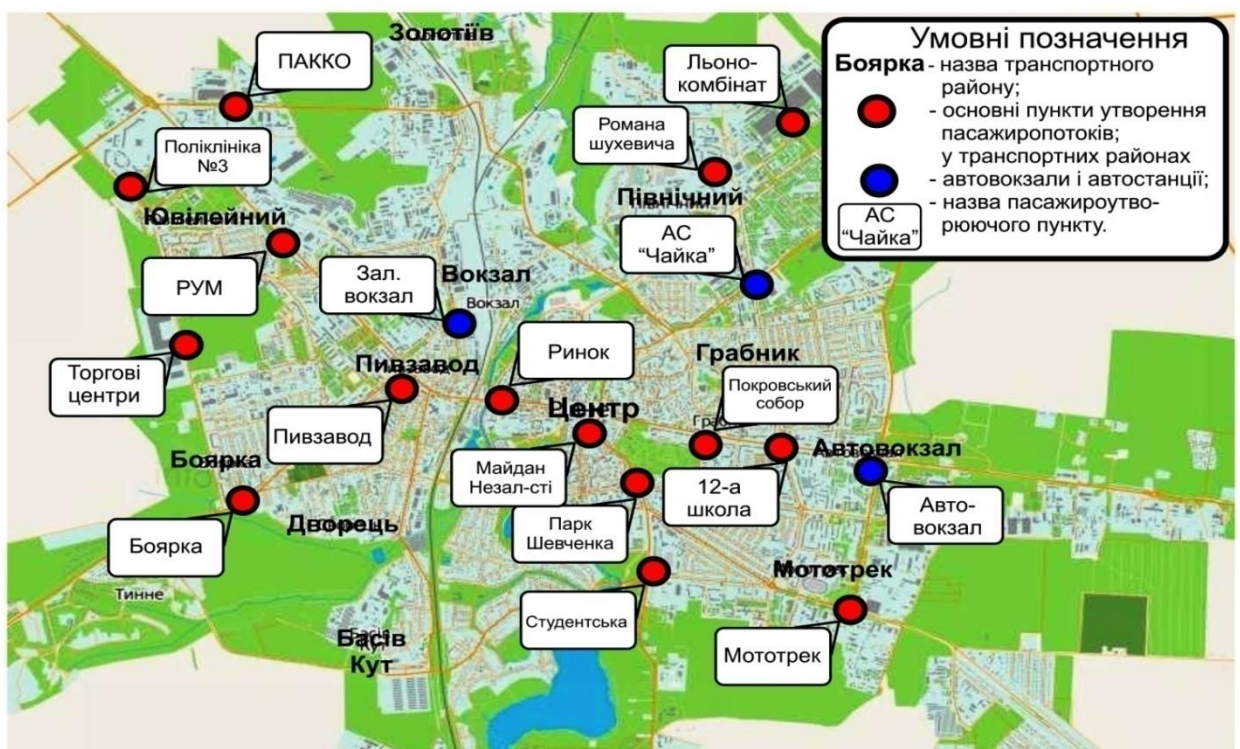 Золотіїв
ПАККО
Льоно-
комбінат
Романа
шухевича
Поліклініка
№3
Північний
Ювілейний
АС
“Чайка”
РУМ
Зал.
вокзал
Вокзал
Вокзал
Торгові
центри
Пивзавод
Ринок
Грабник
Покровський
собор
Центр
Пивзавод
Боярка
Майдан
Незал-сті
12-а
школа
Автовокзал
Авто-
вокзал
Дворець
Боярка
Парк
Шевченка
Тинне
Студентська
Мототрек
Мототрек
Басів
Кут
Умовні позначення
Боярка - назва транспортного
району;
- основні пункти утворення
пасажиропотоків;
у транспортних районах
- автовокзали і автостанції;
АС
“Чайка”
- назва пасажироутво-
рюючого пункту.